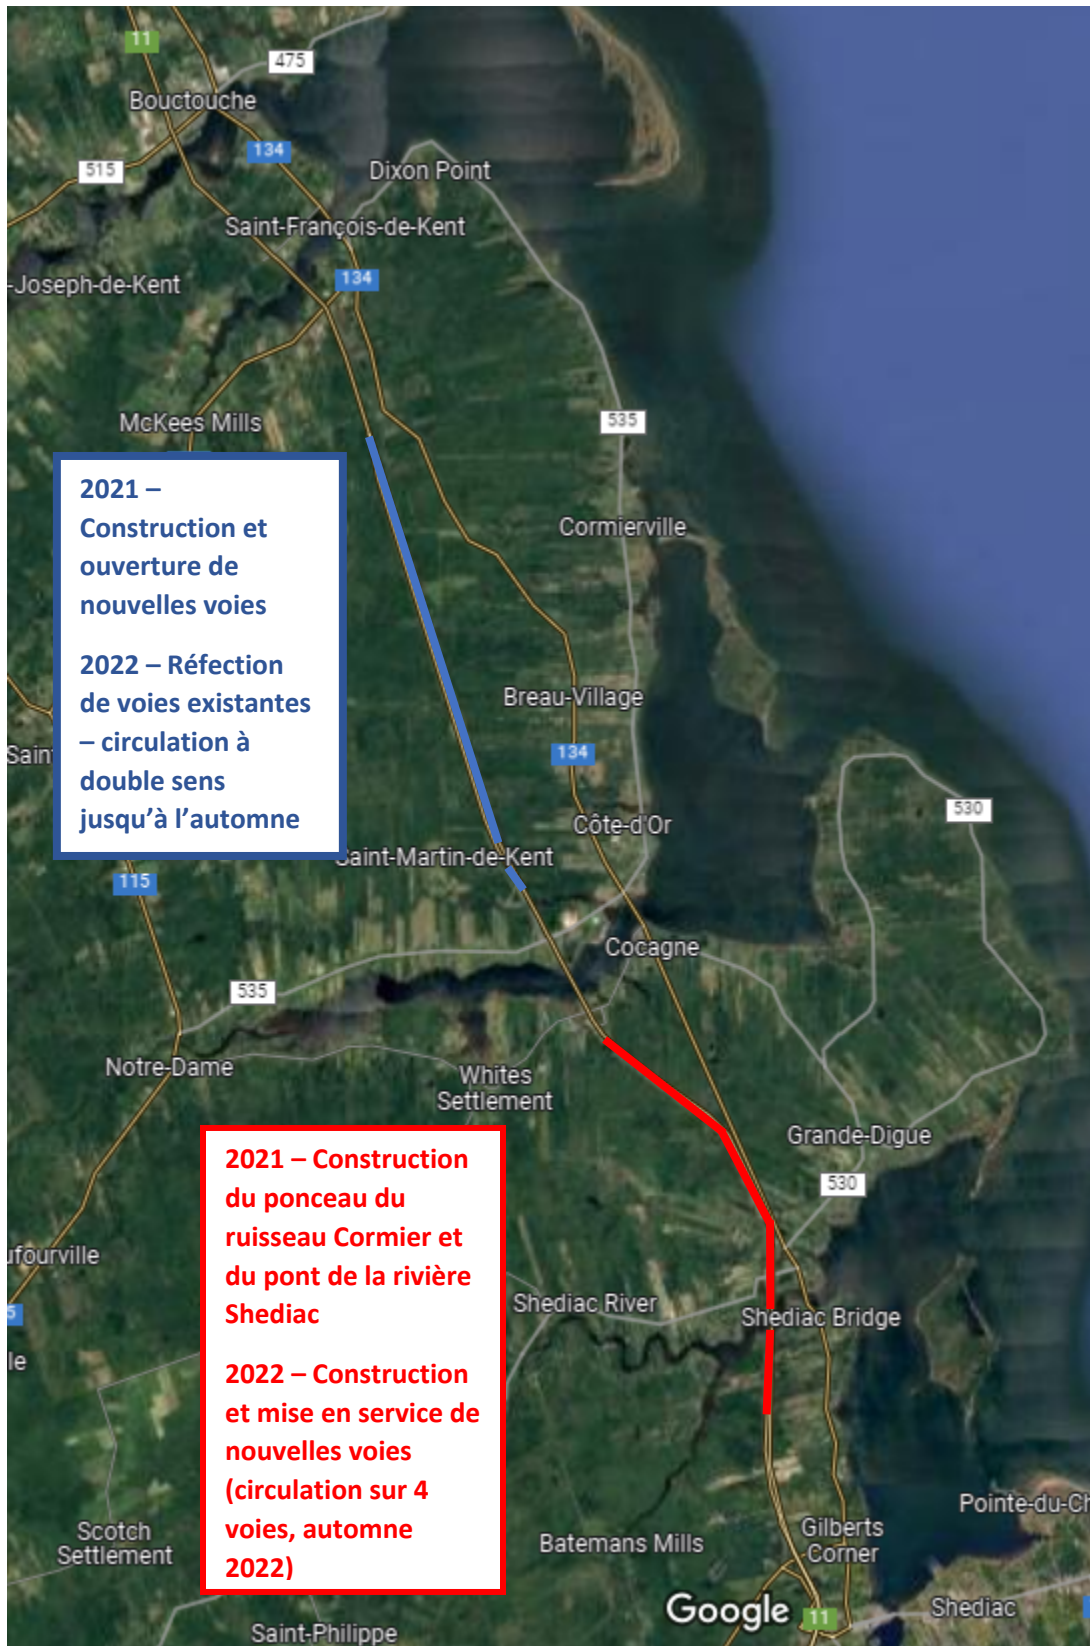 11
475
Bouctouche
134
515
Dixon Point
Saint-François-de-Kent
134
-Joseph-de-Kent
McKees Mills
535
2021 –
Construction et
ouverture de
nouvelles voies
2022 – Réfection
de voies existantes
– circulation à
double sens
jusqu’à l’automne
Cormierville
Breau-Village
Sain
134
530
Côte-d'Or
Saint-Martin-de-Kent
115
Cocagne
535
Notre-Dame
Whites
Settlement
Grande-Digue
530
2021 – Construction
du ponceau du
ruisseau Cormier et
du pont de la rivière
Shediac
2022 – Construction
et mise en service de
nouvelles voies
(circulation sur 4
voies, automne
2022)
ufourville
5
le
Shediac River
Shediac Bridge
Pointe-du-Ch
Scotch
Settlement
Batemans Mills
Gilberts
Corner
Google
11
Shediac
Saint-Philippe